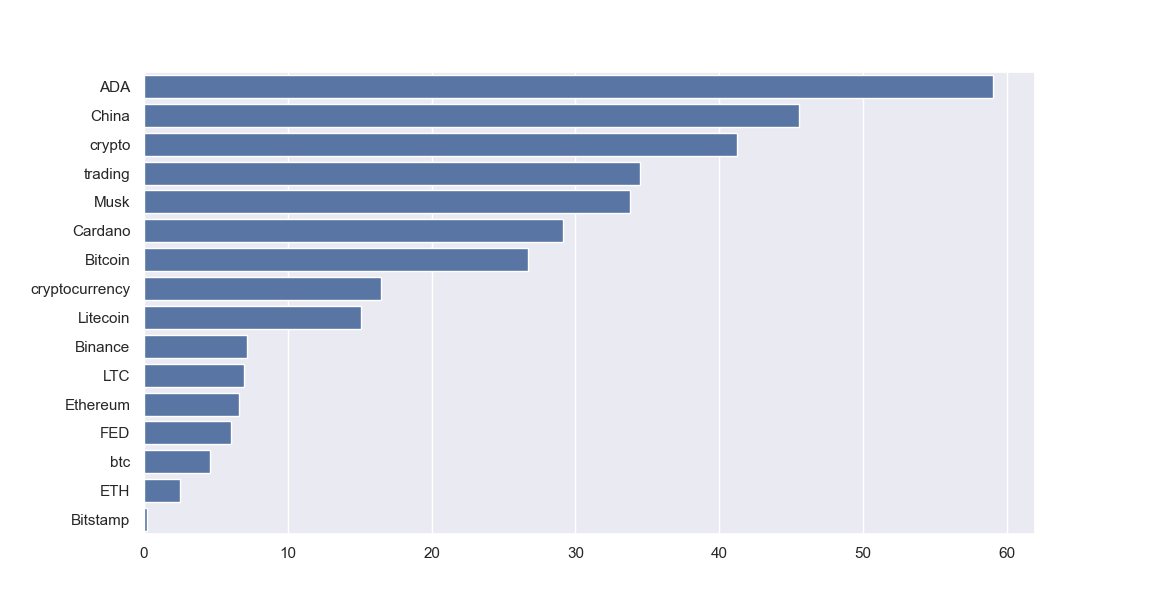 ADA
China
crypto
trading
Musk
Cardano
Bitcoin
cryptocurrency
Litecoin
Binance
LTC
Ethereum
FED
btc
ETH
Bitstamp
0 10 20 30 40 50 60